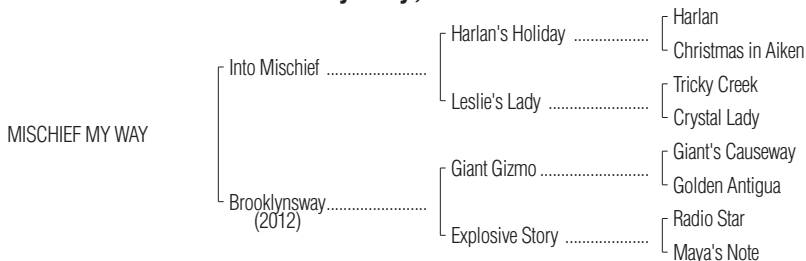 Harlan
Harlan's Holiday ..................
Christmas in Aiken
Into Mischief ........................
Tricky Creek
Leslie's Lady ........................
Crystal Lady
MISCHIEF MY WAY
Giant's Causeway
Giant Gizmo ..........................
Golden Antigua
Brooklynsway........................
(2012)
Radio Star
Explosive Story ....................
Maya's Note